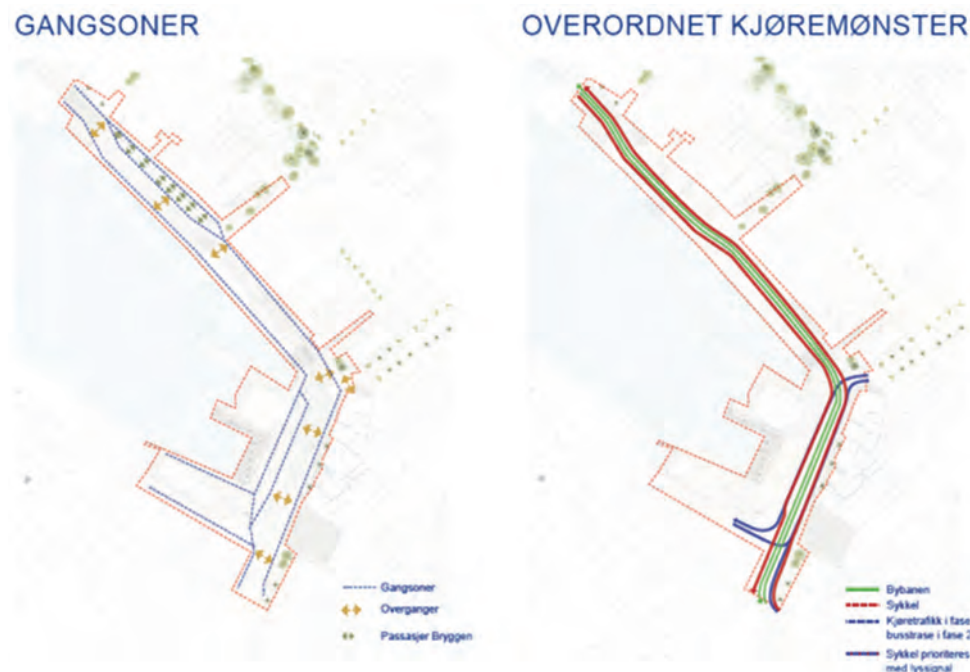 GANGSONER
OVERORDNET KJØREMØNSTER
Gangsoner
Overganger
Passasjer Bryggen
Bybanen
Sykkel
Kjøretrafikk i fase
busstrase i fase 2
Sykkel prioriteres
med lyssignal